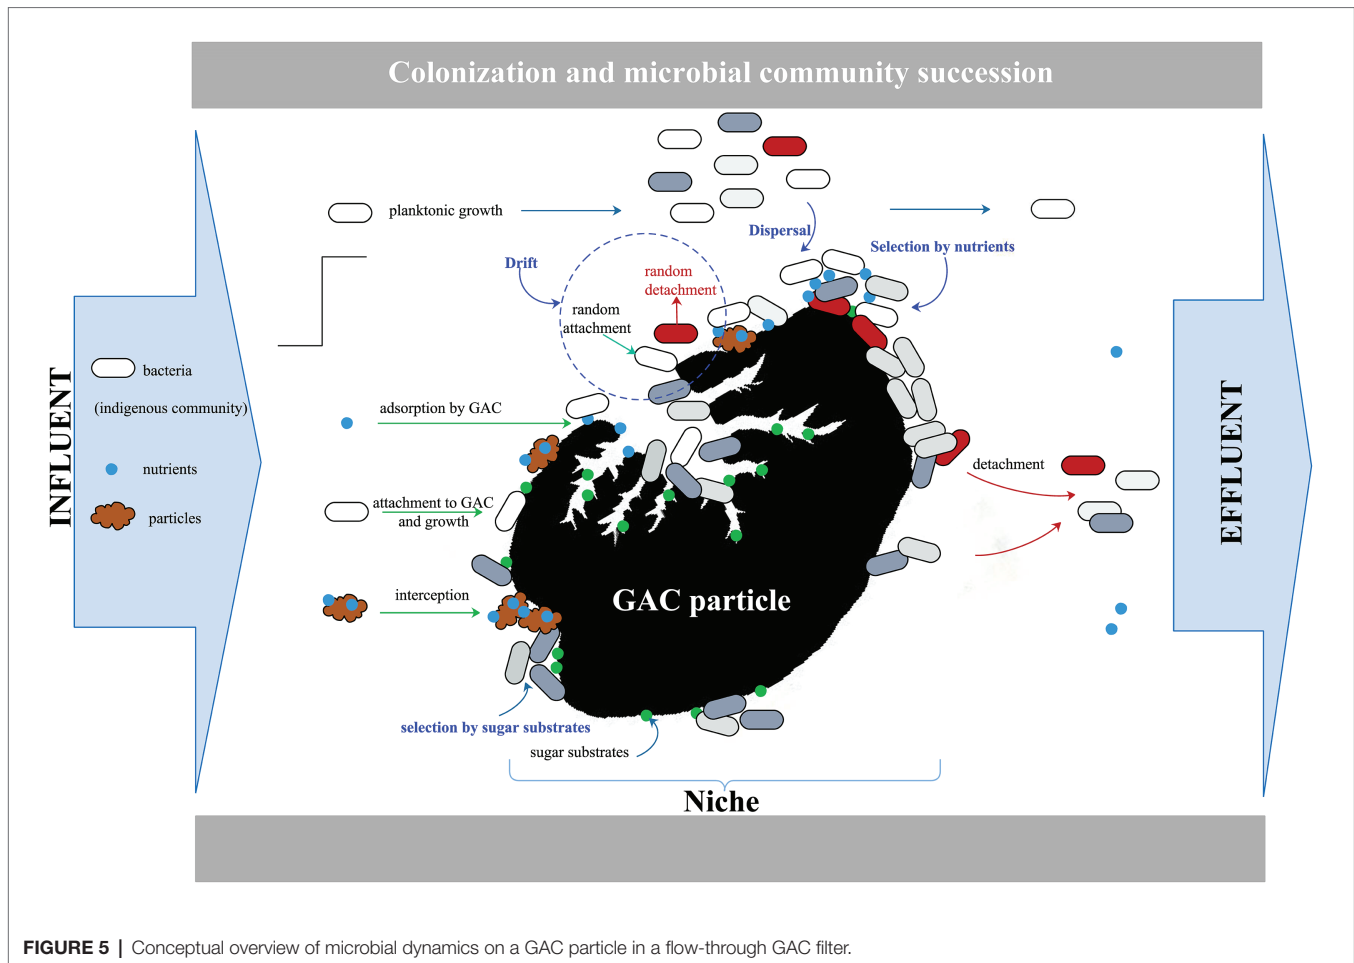 Colonization and microbial community succession
planktonic growth
Dispersal
Selection by nutrients
Drift
random
detachment
random
attachment
INFLUENT
bacteria
(indigenous community)
nutrients
particles
adsorption by GAC
attachment to GAC
and growth
interception
GAC particle
detachment
EFFLUENT
selection by sugar substrates
sugar substrates
Niche
FIGURE 5 | Conceptual overview of microbial dynamics on a GAC particle in a flow-through GAC filter.